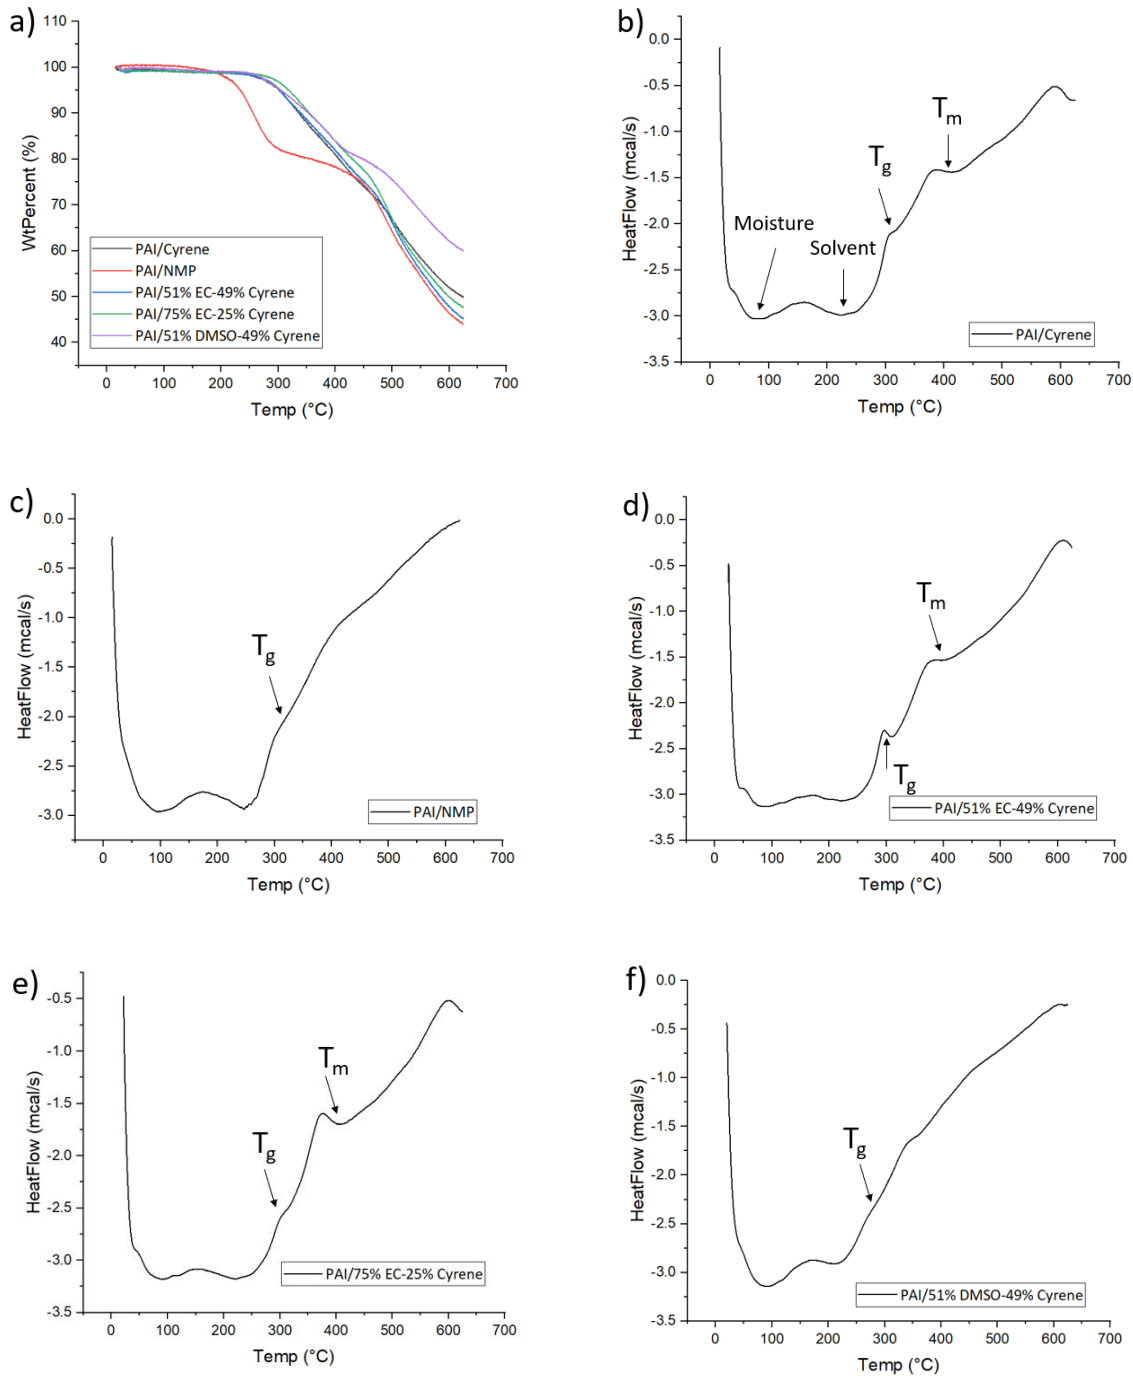 a)
110
100
90
80
70
60
50
40
WtPercent (%)
PAI/Cyrene
PAI/NMP
PAI/51% EC-49% Cyrene
PAI/75% EC-25% Cyrene
PAI/51% DMSO-49% Cyrene
0 100 200 300 400 500 600 700
Temp (°C)
b)
0.0
-0.5
-1.0
-1.5
-2.0
-2.5
-3.0
-3.5
HeatFlow (mcal/s)
Tm
Tg
Moisture
Solvent
PAI/Cyrene
0 100 200 300 400 500 600 700
Temp (°C)
c)
0.0
-0.5
-1.0
-1.5
-2.0
-2.5
-3.0
HeatFlow (mcal/s)
Tg
PAI/NMP
0 100 200 300 400 500 600 700
Temp (°C)
d)
0.0
-0.5
-1.0
-1.5
-2.0
-2.5
-3.0
-3.5
HeatFlow (mcal/s)
Tm
Tg
PAI/51% EC-49% Cyrene
0 100 200 300 400 500 600 700
Temp (°C)
e)
-0.5
-1.0
-1.5
-2.0
-2.5
-3.0
-3.5
HeatFlow (mcal/s)
Tm
Tg
PAI/75% EC-25% Cyrene
0 100 200 300 400 500 600 700
Temp (°C)
f)
0.0
-0.5
-1.0
-1.5
-2.0
-2.5
-3.0
-3.5
HeatFlow (mcal/s)
Tg
PAI/51% DMSO-49% Cyrene
0 100 200 300 400 500 600 700
Temp (°C)